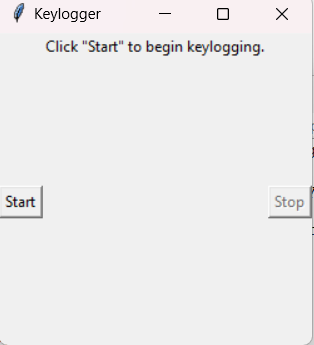 Keylogger
Click "Start" to begin keylogging.
Start
Stop